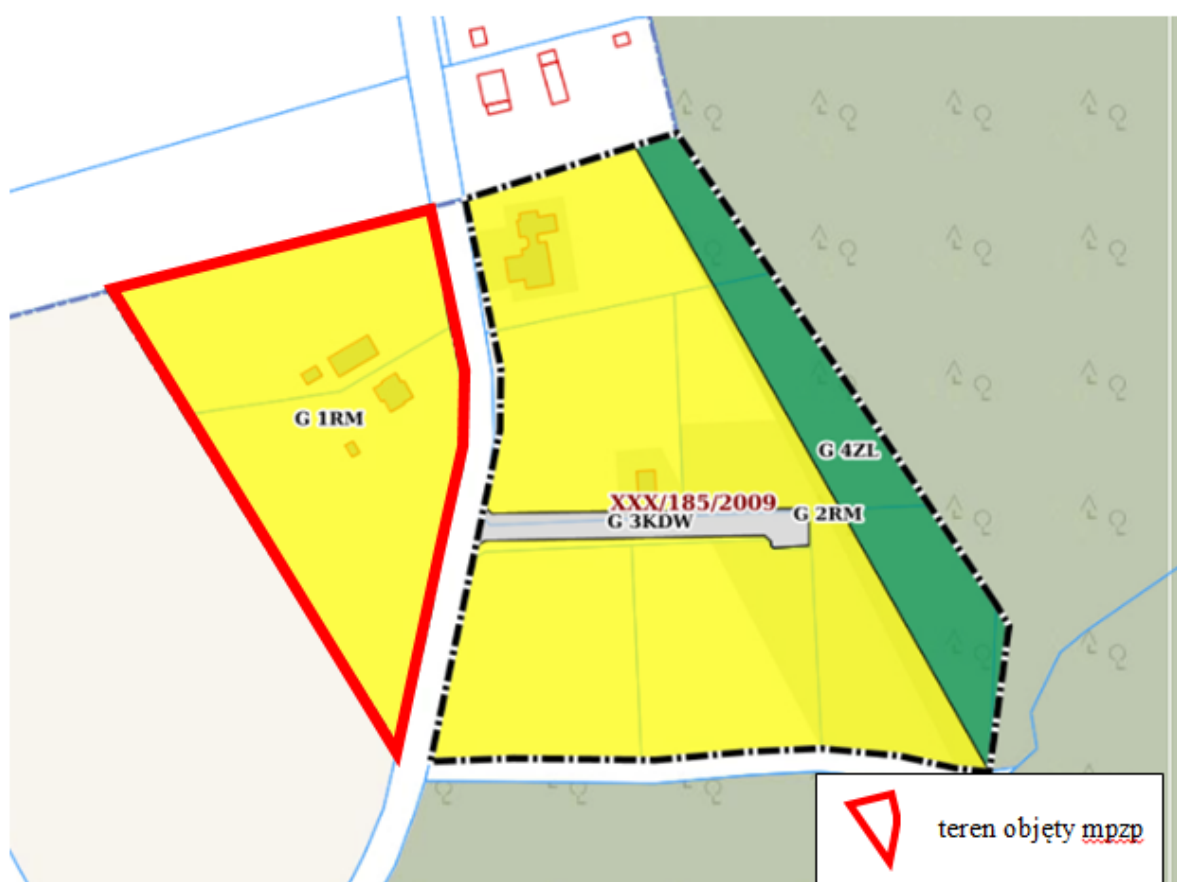 G 1RM
G 4ZL
XXX/185/2009
G 3KDW
G 2RM
teren objęty mpzp